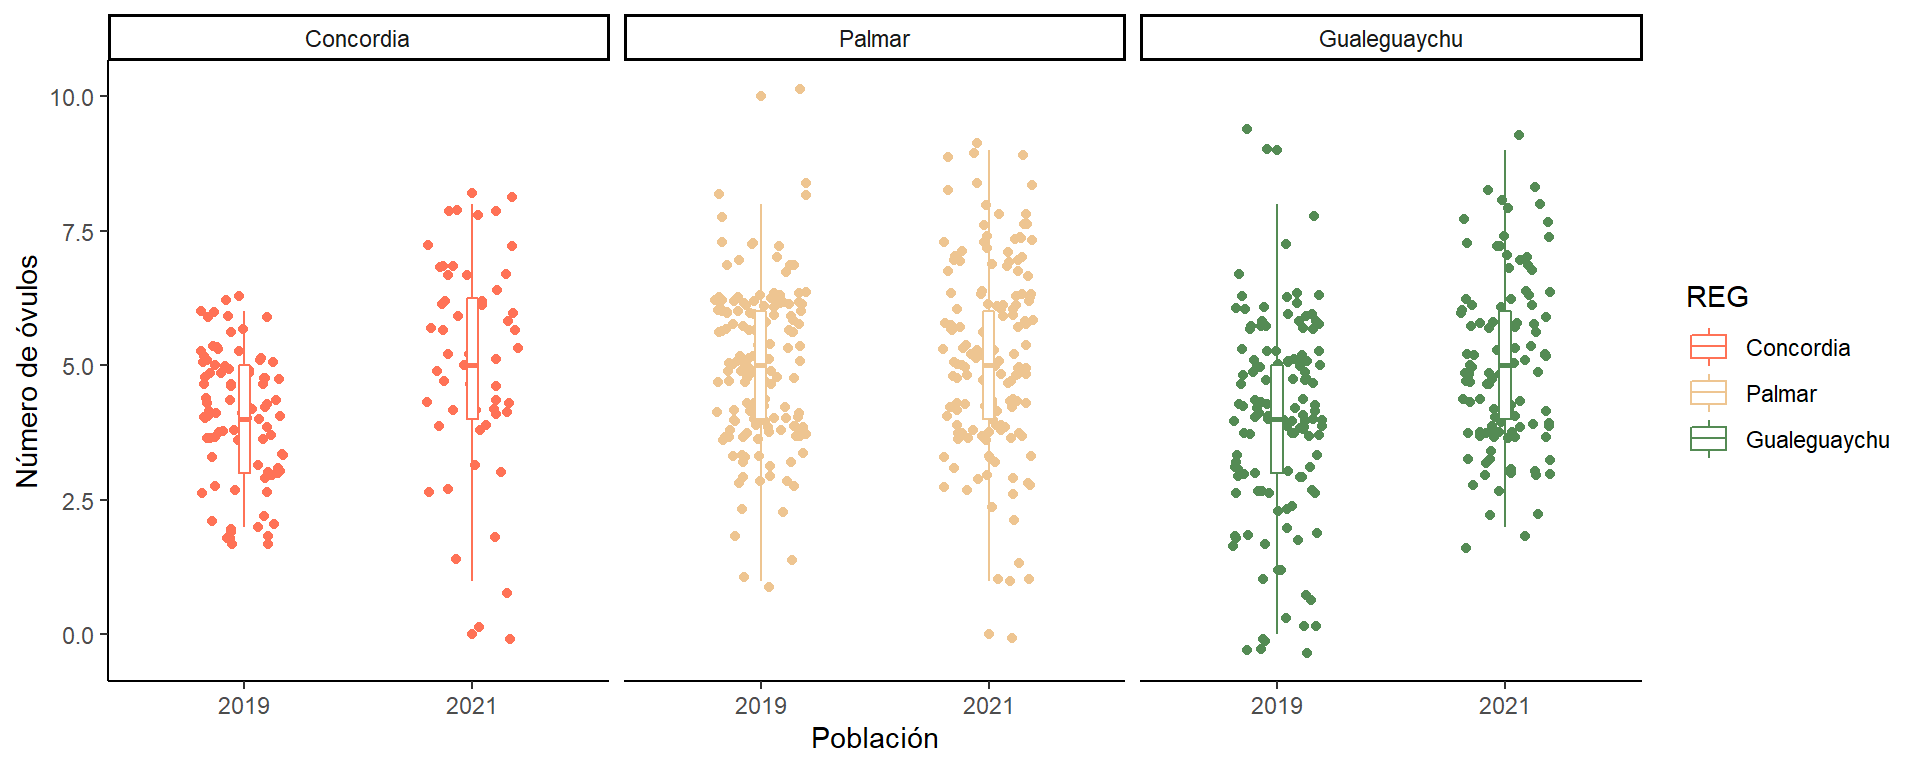 Concordia
Palmar
Gualeguaychu
Número de óvulos
10.0
7.5
5.0
2.5
0.0
2019
2021
2019
2021
2019
2021
Población
REG
Concordia
Palmar
Gualeguaychu